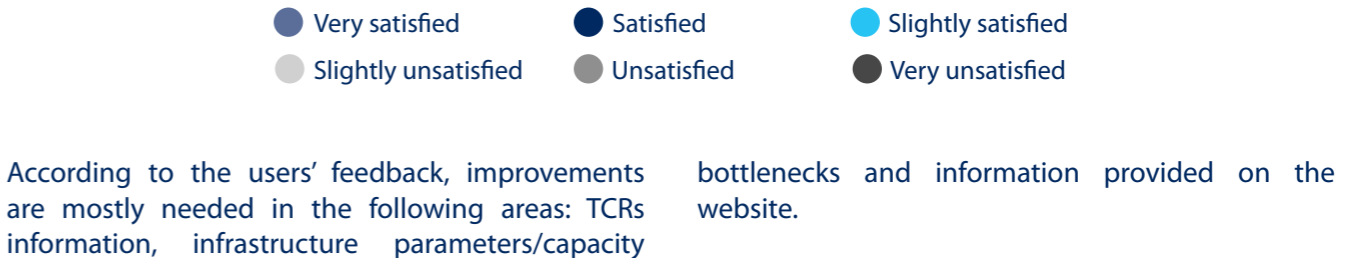 Very satisfied
Satisfied
Slightly satisfied
Slightly unsatisfied
Unsatisfied
Very unsatisfied
According to the users’ feedback, improvements
are mostly needed in the following areas: TCRs
information, infrastructure parameters/capacity
bottlenecks and information provided on the
website.